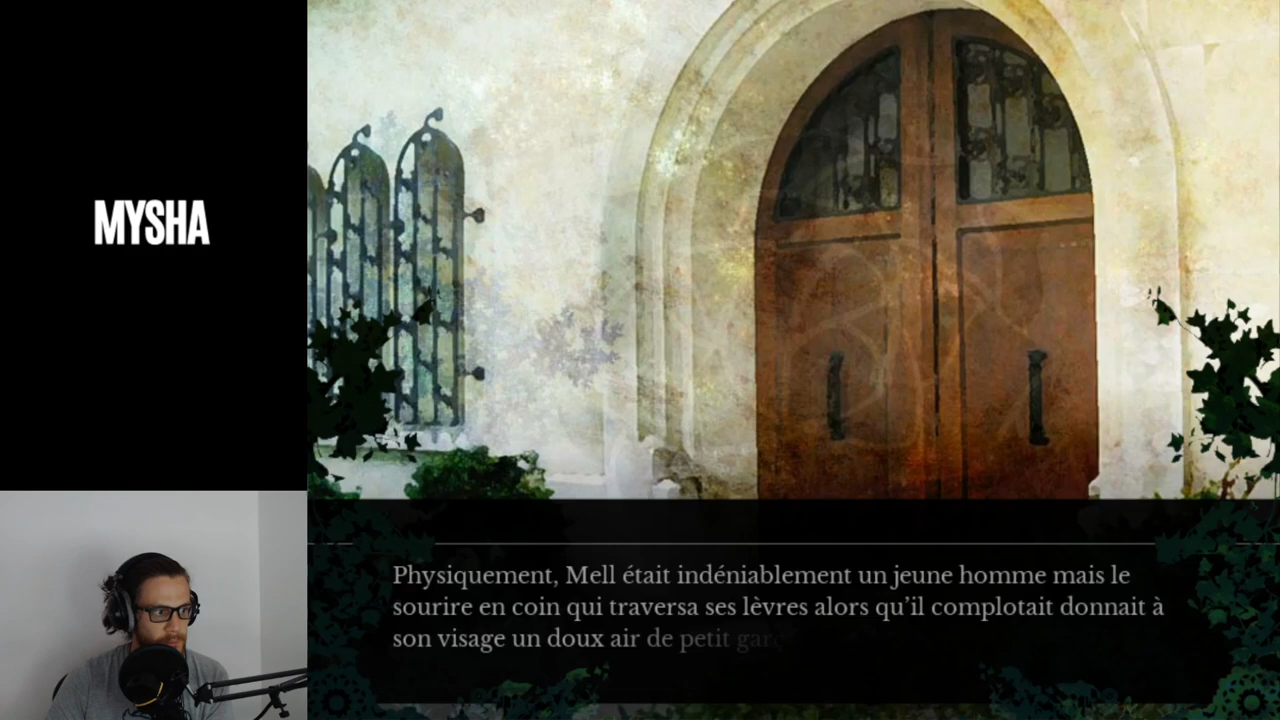 MYSHA
Physiquement, Mell était indéniablement un jeune homme mais le
sourire en coin qui traversa ses lèvres alors qu’il complotait donnait à
son visage un doux air de petit